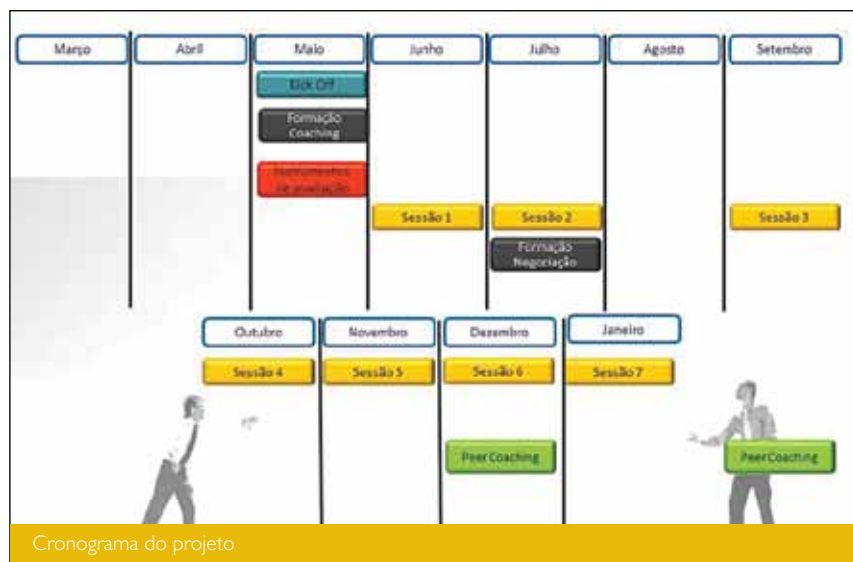 Março
Abril
Maio
Junho
Julho
Agosto
Setembro
Kick Off
Formação
Coaching
Instrumentos
de avaliação
Sessão 1
Sessão 2
Sessão 3
Formação
Negociação
Outubro
Novembro
Dezembro
Janeiro
Sessão 4
Sessão 5
Sessão 6
Sessão 7
Peer Coaching
Peer Coaching
Cronograma do projeto